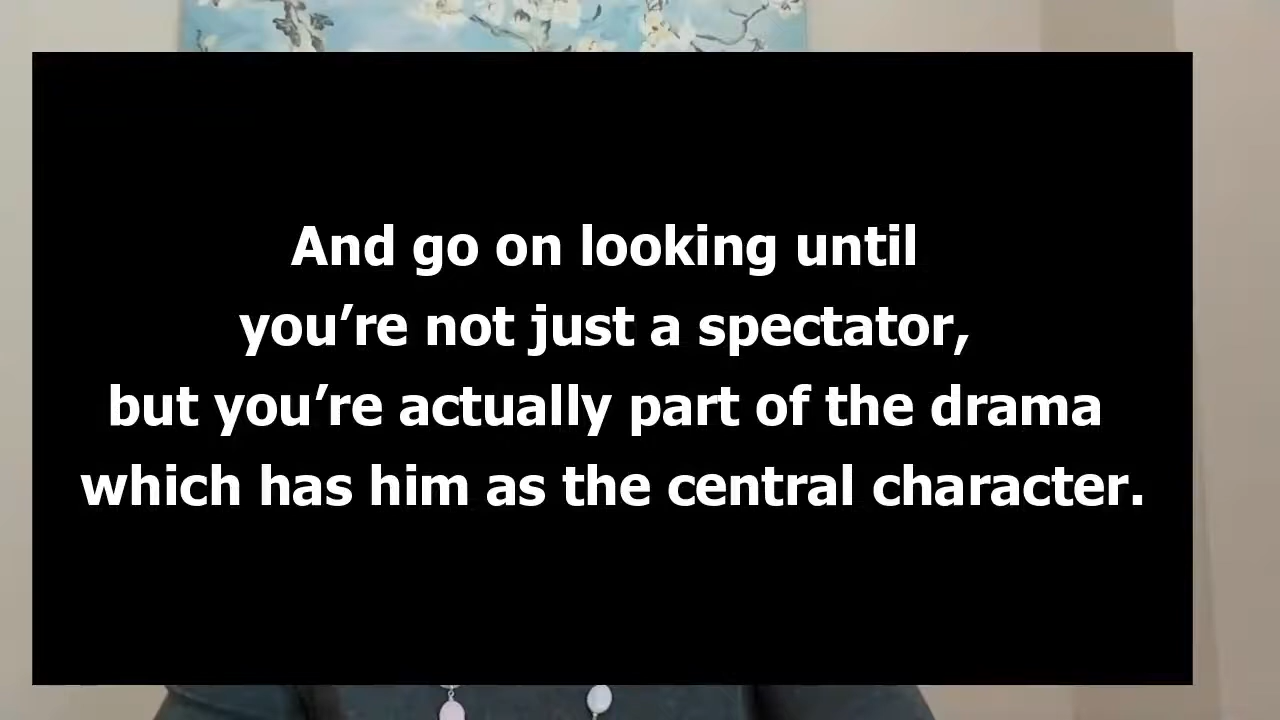 And go on looking until
you’re not just a spectator,
but you’re actually part of the drama
which has him as the central character.